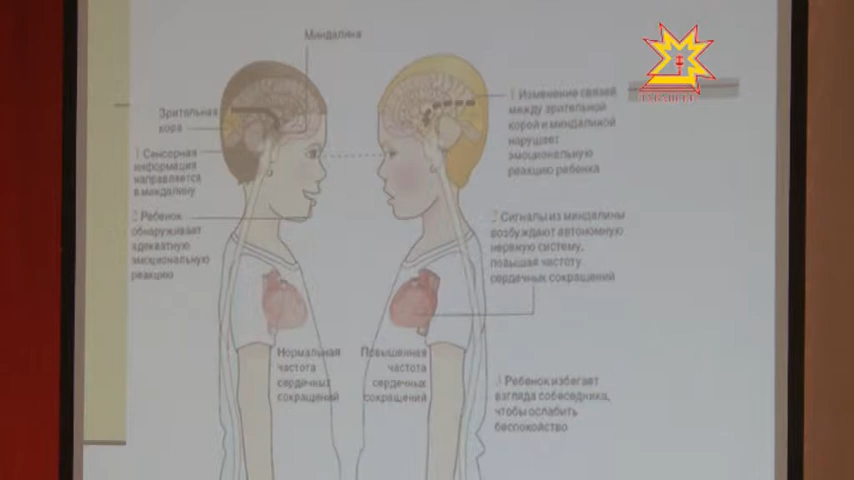 Миндалина
Зрительная
кора
1 Сенсорная
информация
направляется
в миндалину
2 Ребенок
обнаруживает
адекватную
эмоциональную
реакцию
1 Изменение связей
между зрительной
корой и миндалиной
нарушает
эмоциональную
реакцию ребенка
2 Сигналы из миндалины
возбуждают автономную
нервную систему,
повышая частоту
сердечных сокращений
Нормальная
частота
сердечных
сокращений
Повышенная
частота
сердечных
сокращений
3 Ребенок избегает
взгляда собеседника,
чтобы ослабить
беспокойство